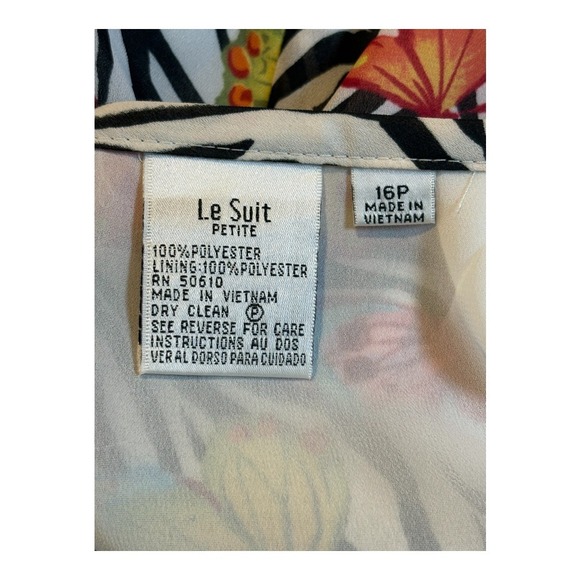 Le Suit
PETITE
100%POLYESTER
LINING:100%POLYESTER
RN 50610
MADE IN VIETNAM
DRY CLEAN Ⓟ
SEE REVERSE FOR CARE
INSTRUCTIONS AU DOS
VER AL DORSO PARA CUIDADO
16P
MADE IN
VIETNAM